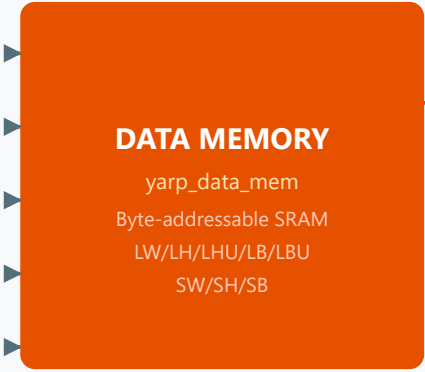 DATA MEMORY
yarp_data_mem
Byte-addressable SRAM
LW/LH/LHU/LB/LBU
SW/SH/SB